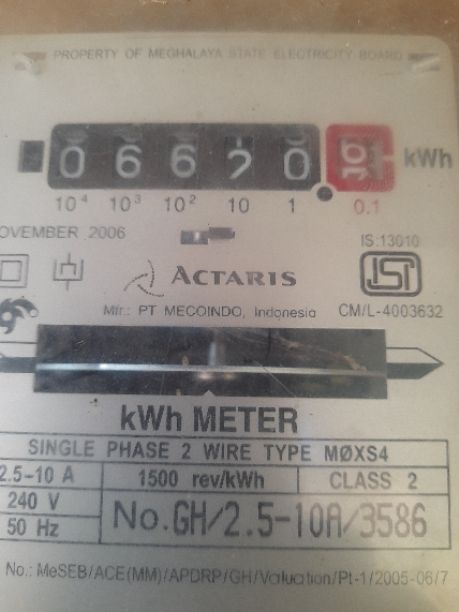 PROPERTY OF MEGHALAYA STATE ELECTRICITY BOARD
0 6 6 2 0 kWh
10⁴ 10³ 10² 10 1 0.1
OVEMBER 2006
IS:13010
ACTARIS
ISI
Mfr.: PT MECOINDO, Indonesia CM/L-4003632
kWh METER
SINGLE PHASE 2 WIRE TYPE MØXS4
2.5-10 A 1500 rev/kWh CLASS 2
240 V
50 Hz
No.GH/2.5-10A/3586
No.: MeSEB/ACE(MM)/APDRP/GH/Valuation/Pt-1/2005-06/7